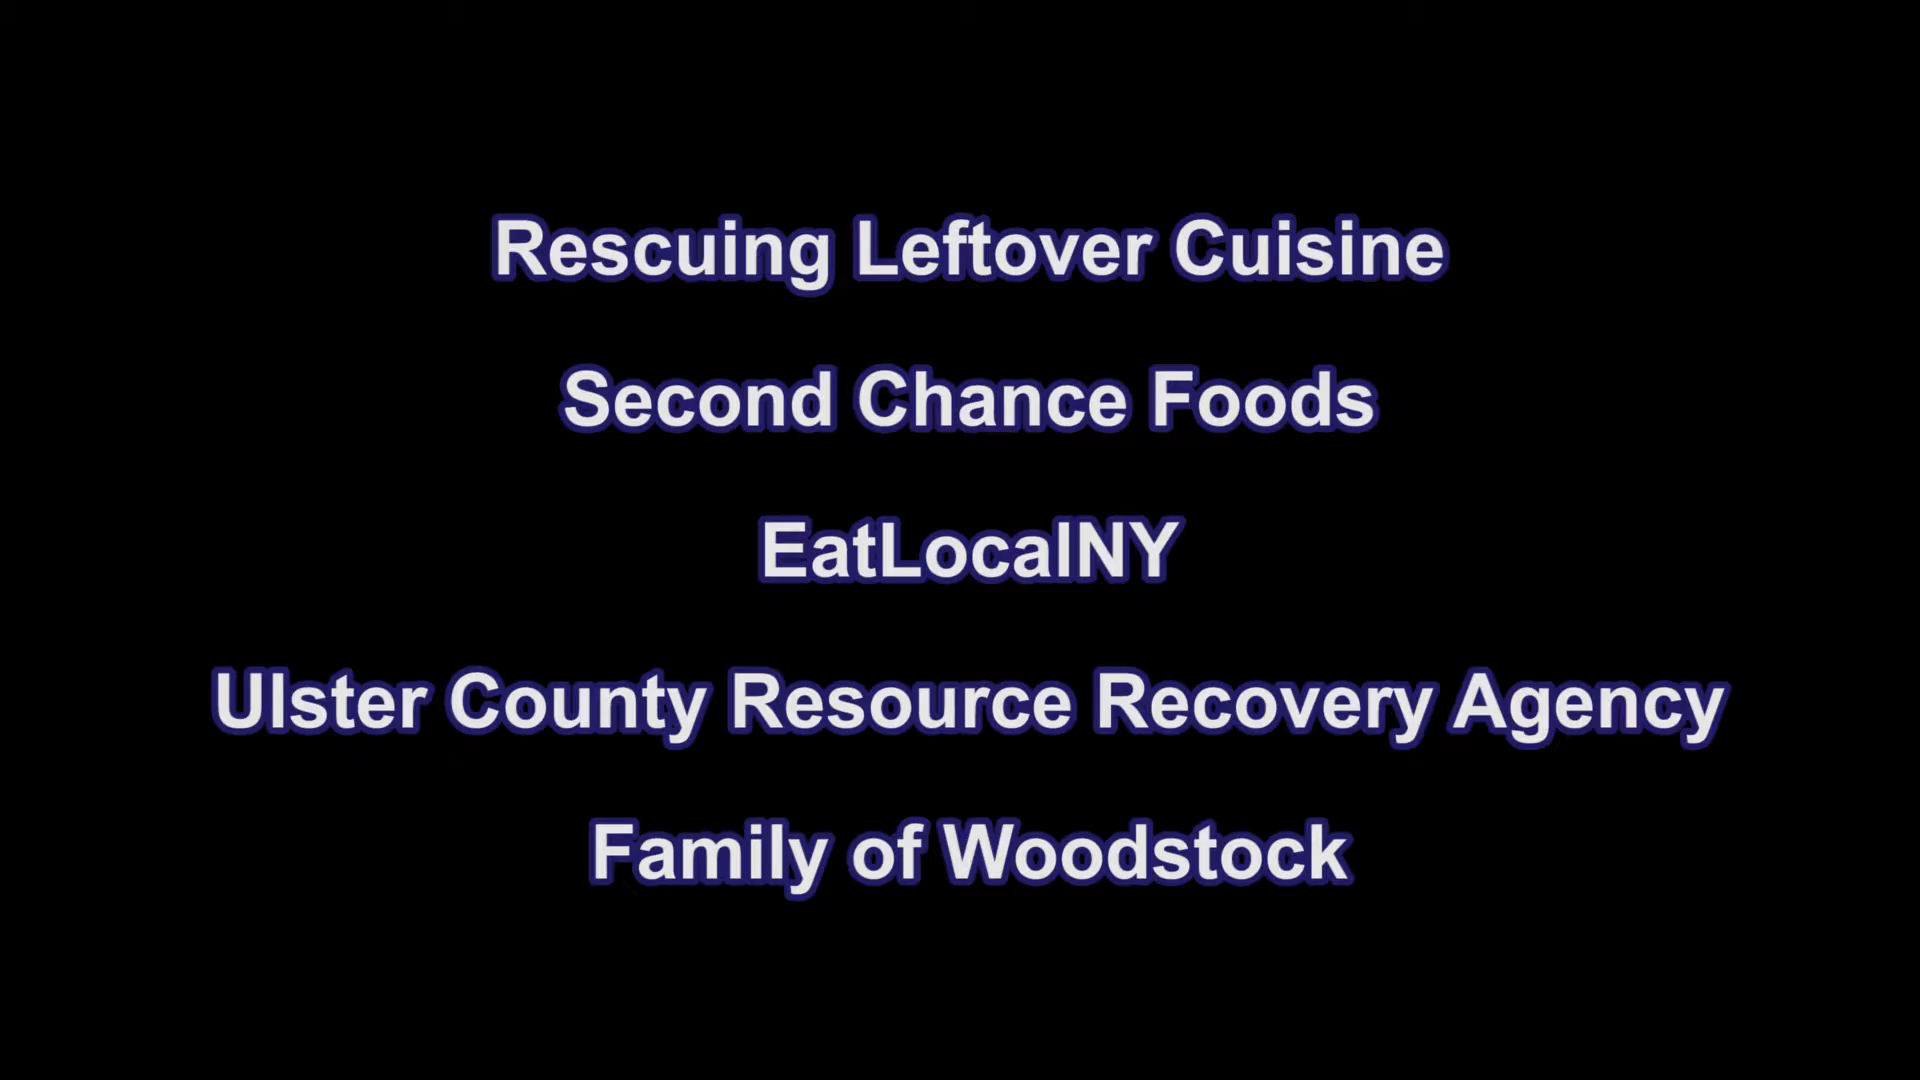 Rescuing Leftover Cuisine
Second Chance Foods
EatLocalNY
Ulster County Resource Recovery Agency
Family of Woodstock